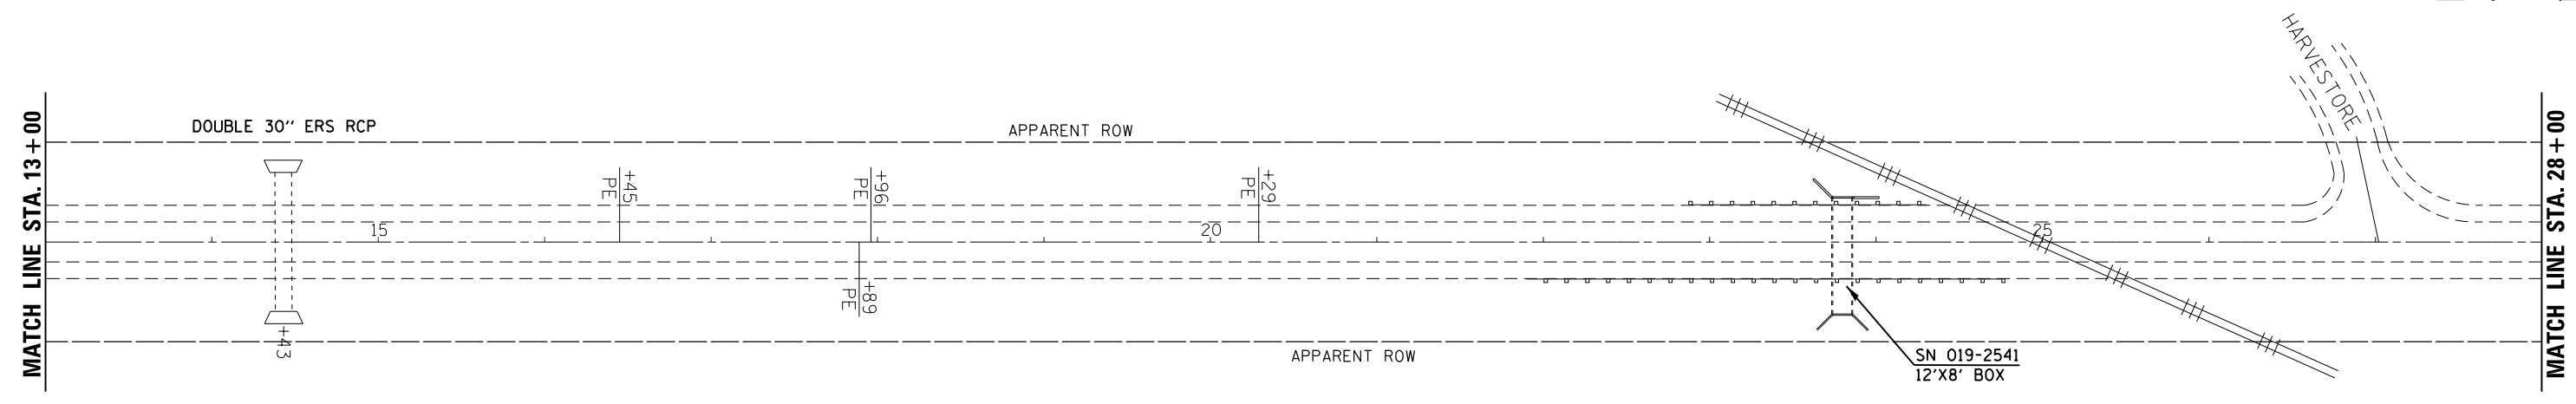 MATCH LINE STA. 13+00
DOUBLE 30" ERS RCP
APPARENT ROW
HARVESTORE
MATCH LINE STA. 28+00
+45
PE
+96
PE
+29
PE
15
20
25
+89
PE
+43
APPARENT ROW
SN 019-2541
12'X8' BOX